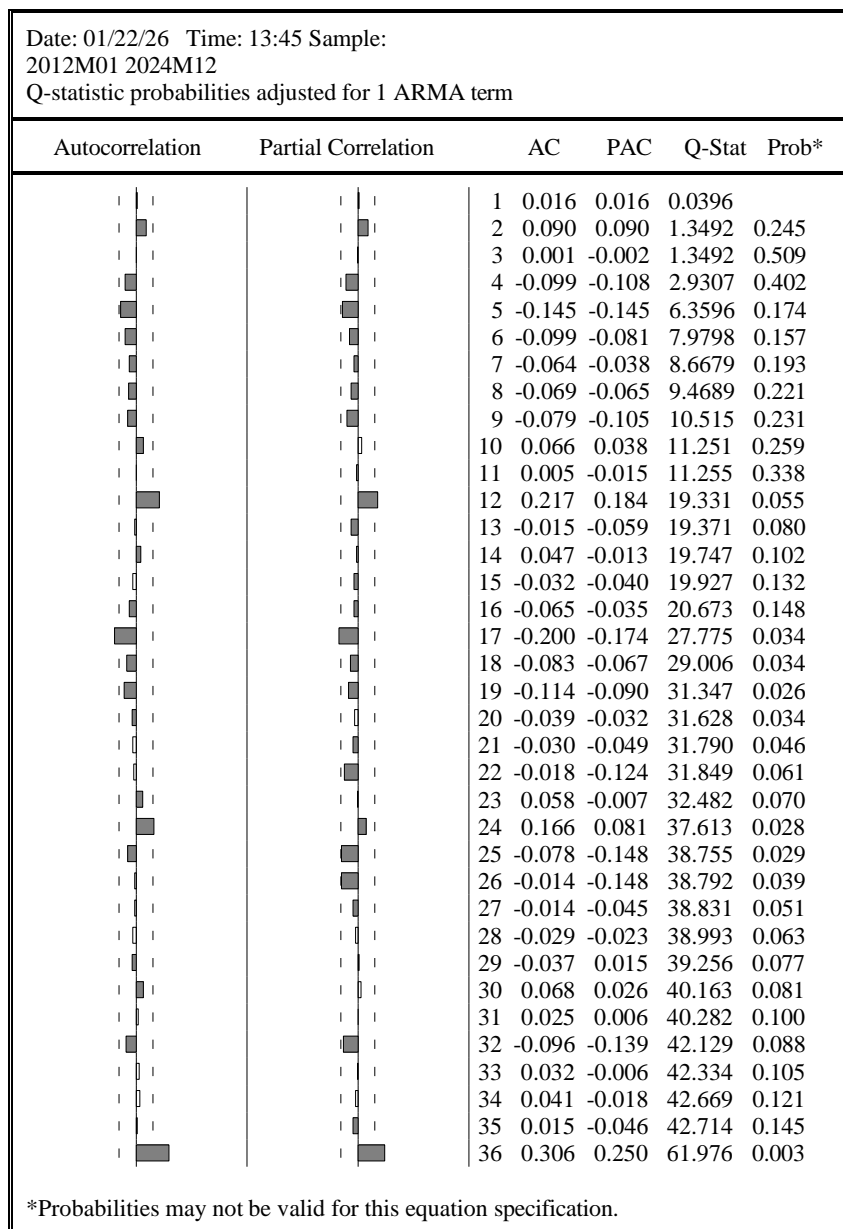 Date: 01/22/26 Time: 13:45 Sample:
2012M01 2024M12
Q-statistic probabilities adjusted for 1 ARMA term
Autocorrelation Partial Correlation AC PAC Q-Stat Prob*
1 0.016 0.016 0.0396
2 0.090 0.090 1.3492 0.245
3 0.001 -0.002 1.3492 0.509
4 -0.099 -0.108 2.9307 0.402
5 -0.145 -0.145 6.3596 0.174
6 -0.099 -0.081 7.9798 0.157
7 -0.064 -0.038 8.6679 0.193
8 -0.069 -0.065 9.4689 0.221
9 -0.079 -0.105 10.515 0.231
10 0.066 0.038 11.251 0.259
11 0.005 -0.015 11.255 0.338
12 0.217 0.184 19.331 0.055
13 -0.015 -0.059 19.371 0.080
14 0.047 -0.013 19.747 0.102
15 -0.032 -0.040 19.927 0.132
16 -0.065 -0.035 20.673 0.148
17 -0.200 -0.174 27.775 0.034
18 -0.083 -0.067 29.006 0.034
19 -0.114 -0.090 31.347 0.026
20 -0.039 -0.032 31.628 0.034
21 -0.030 -0.049 31.790 0.046
22 -0.018 -0.124 31.849 0.061
23 0.058 -0.007 32.482 0.070
24 0.166 0.081 37.613 0.028
25 -0.078 -0.148 38.755 0.029
26 -0.014 -0.148 38.792 0.039
27 -0.014 -0.045 38.831 0.051
28 -0.029 -0.023 38.993 0.063
29 -0.037 0.015 39.256 0.077
30 0.068 0.026 40.163 0.081
31 0.025 0.006 40.282 0.100
32 -0.096 -0.139 42.129 0.088
33 0.032 -0.006 42.334 0.105
34 0.041 -0.018 42.669 0.121
35 0.015 -0.046 42.714 0.145
36 0.306 0.250 61.976 0.003
*Probabilities may not be valid for this equation specification.